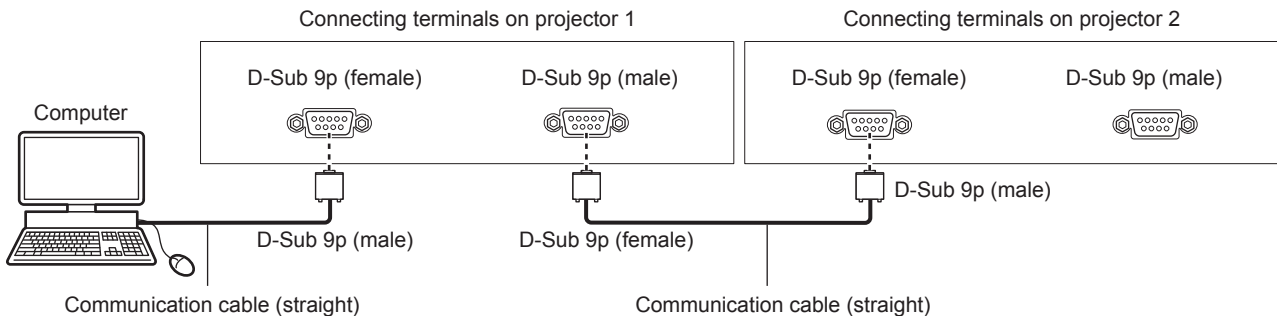 Connecting terminals on projector 1
Connecting terminals on projector 2
D-Sub 9p (female)
D-Sub 9p (male)
D-Sub 9p (female)
D-Sub 9p (male)
Computer
D-Sub 9p (male)
D-Sub 9p (male)
D-Sub 9p (female)
Communication cable (straight)
Communication cable (straight)